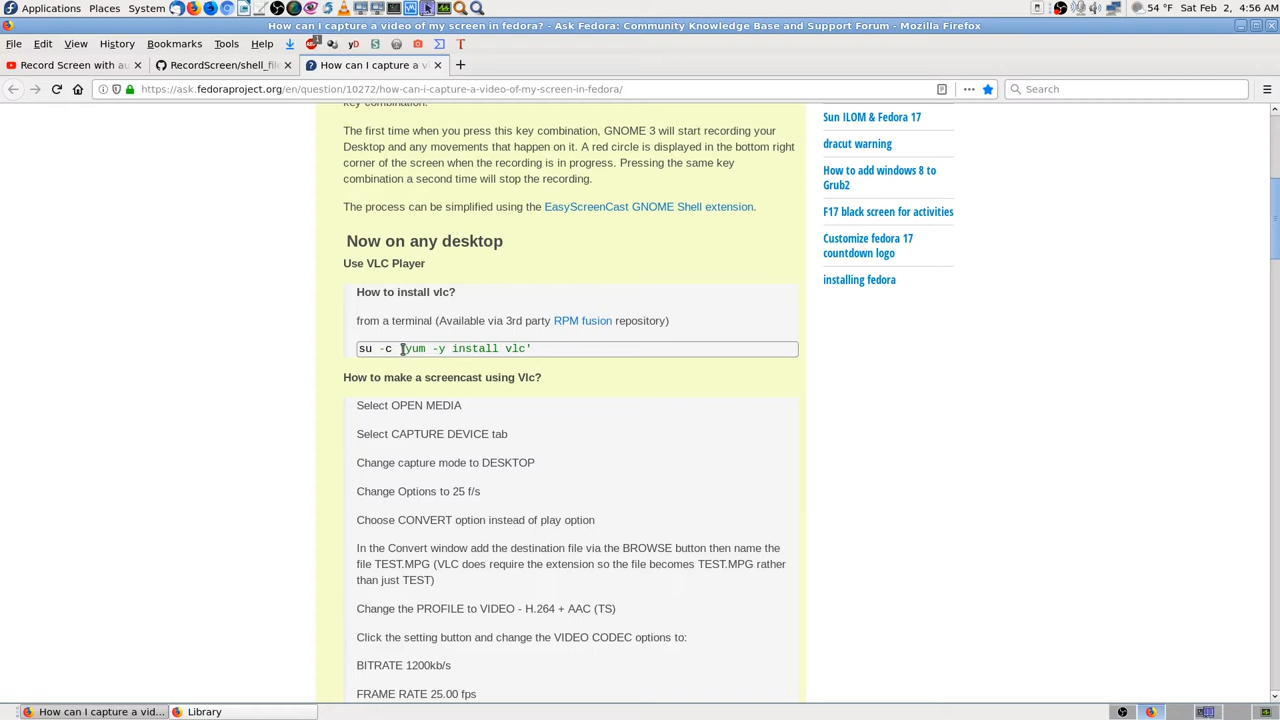 Applications Places System 54 °F Sat Feb 2, 4:56 AM
How can I capture a video of my screen in fedora? - Ask Fedora: Community Knowledge Base and Support Forum - Mozilla Firefox
File Edit View History Bookmarks Tools Help
Record Screen with au RecordScreen/shell_file How can I capture a vi
https://ask.fedoraproject.org/en/question/10272/how-can-i-capture-a-video-of-my-screen-in-fedora/ Search
key combination.
The first time when you press this key combination, GNOME 3 will start recording your
Desktop and any movements that happen on it. A red circle is displayed in the bottom right
corner of the screen when the recording is in progress. Pressing the same key
combination a second time will stop the recording.
The process can be simplified using the EasyScreenCast GNOME Shell extension.
Now on any desktop
Use VLC Player
How to install vlc?
from a terminal (Available via 3rd party RPM fusion repository)
su -c 'yum -y install vlc'
How to make a screencast using Vlc?
Select OPEN MEDIA
Select CAPTURE DEVICE tab
Change capture mode to DESKTOP
Change Options to 25 f/s
Choose CONVERT option instead of play option
In the Convert window add the destination file via the BROWSE button then name the
file TEST.MPG (VLC does require the extension so the file becomes TEST.MPG rather
than just TEST)
Change the PROFILE to VIDEO - H.264 + AAC (TS)
Click the setting button and change the VIDEO CODEC options to:
BITRATE 1200kb/s
FRAME RATE 25.00 fps
Sun ILOM & Fedora 17
dracut warning
How to add windows 8 to
Grub2
F17 black screen for activities
Customize fedora 17
countdown logo
installing fedora
How can I capture a vid... Library